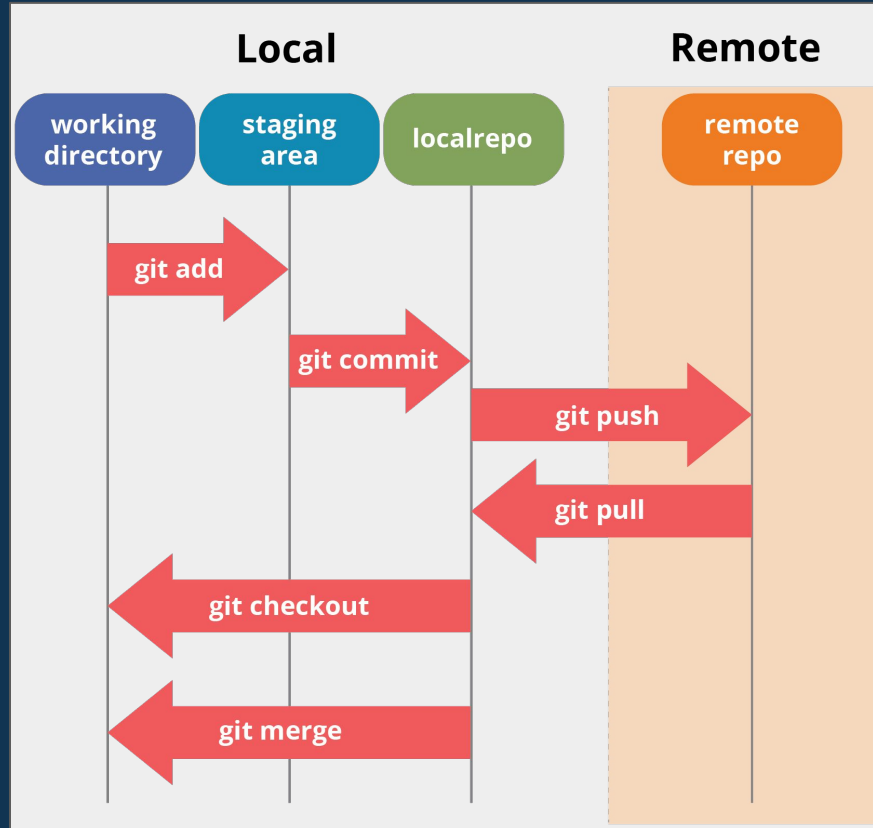 Local
Remote
working
directory
staging
area
localrepo
remote
repo
git add
git commit
git push
git pull
git checkout
git merge